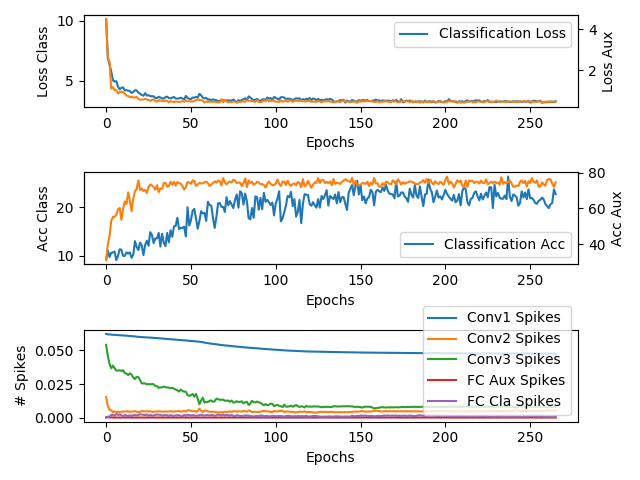 10
5
Loss Class
Classification Loss
4
2
Loss Aux
0 50 100 150 200 250
Epochs
20
10
Acc Class
Classification Acc
80
60
40
Acc Aux
0 50 100 150 200 250
Epochs
0.050
0.025
0.000
# Spikes
Conv1 Spikes
Conv2 Spikes
Conv3 Spikes
FC Aux Spikes
FC Cla Spikes
0 50 100 150 200 250
Epochs